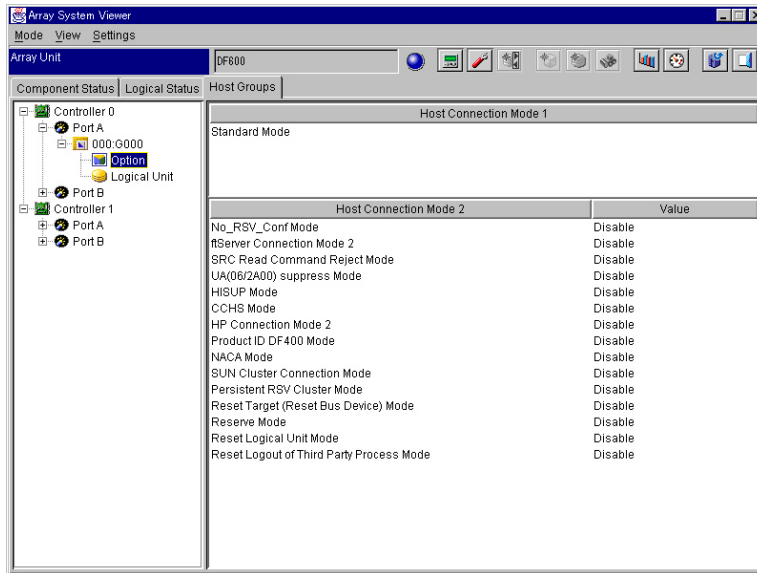 Array System Viewer
Mode View Settings
Array Unit
DF600
Component Status Logical Status Host Groups
Controller 0
Port A
000:G000
Option
Logical Unit
Port B
Controller 1
Port A
Port B
Host Connection Mode 1
Standard Mode
Host Connection Mode 2 Value
No_RSV_Conf Mode Disable
ftServer Connection Mode 2 Disable
SRC Read Command Reject Mode Disable
UA(06/2A00) suppress Mode Disable
HISUP Mode Disable
CCHS Mode Disable
HP Connection Mode 2 Disable
Product ID DF400 Mode Disable
NACA Mode Disable
SUN Cluster Connection Mode Disable
Persistent RSV Cluster Mode Disable
Reset Target (Reset Bus Device) Mode Disable
Reserve Mode Disable
Reset Logical Unit Mode Disable
Reset Logout of Third Party Process Mode Disable